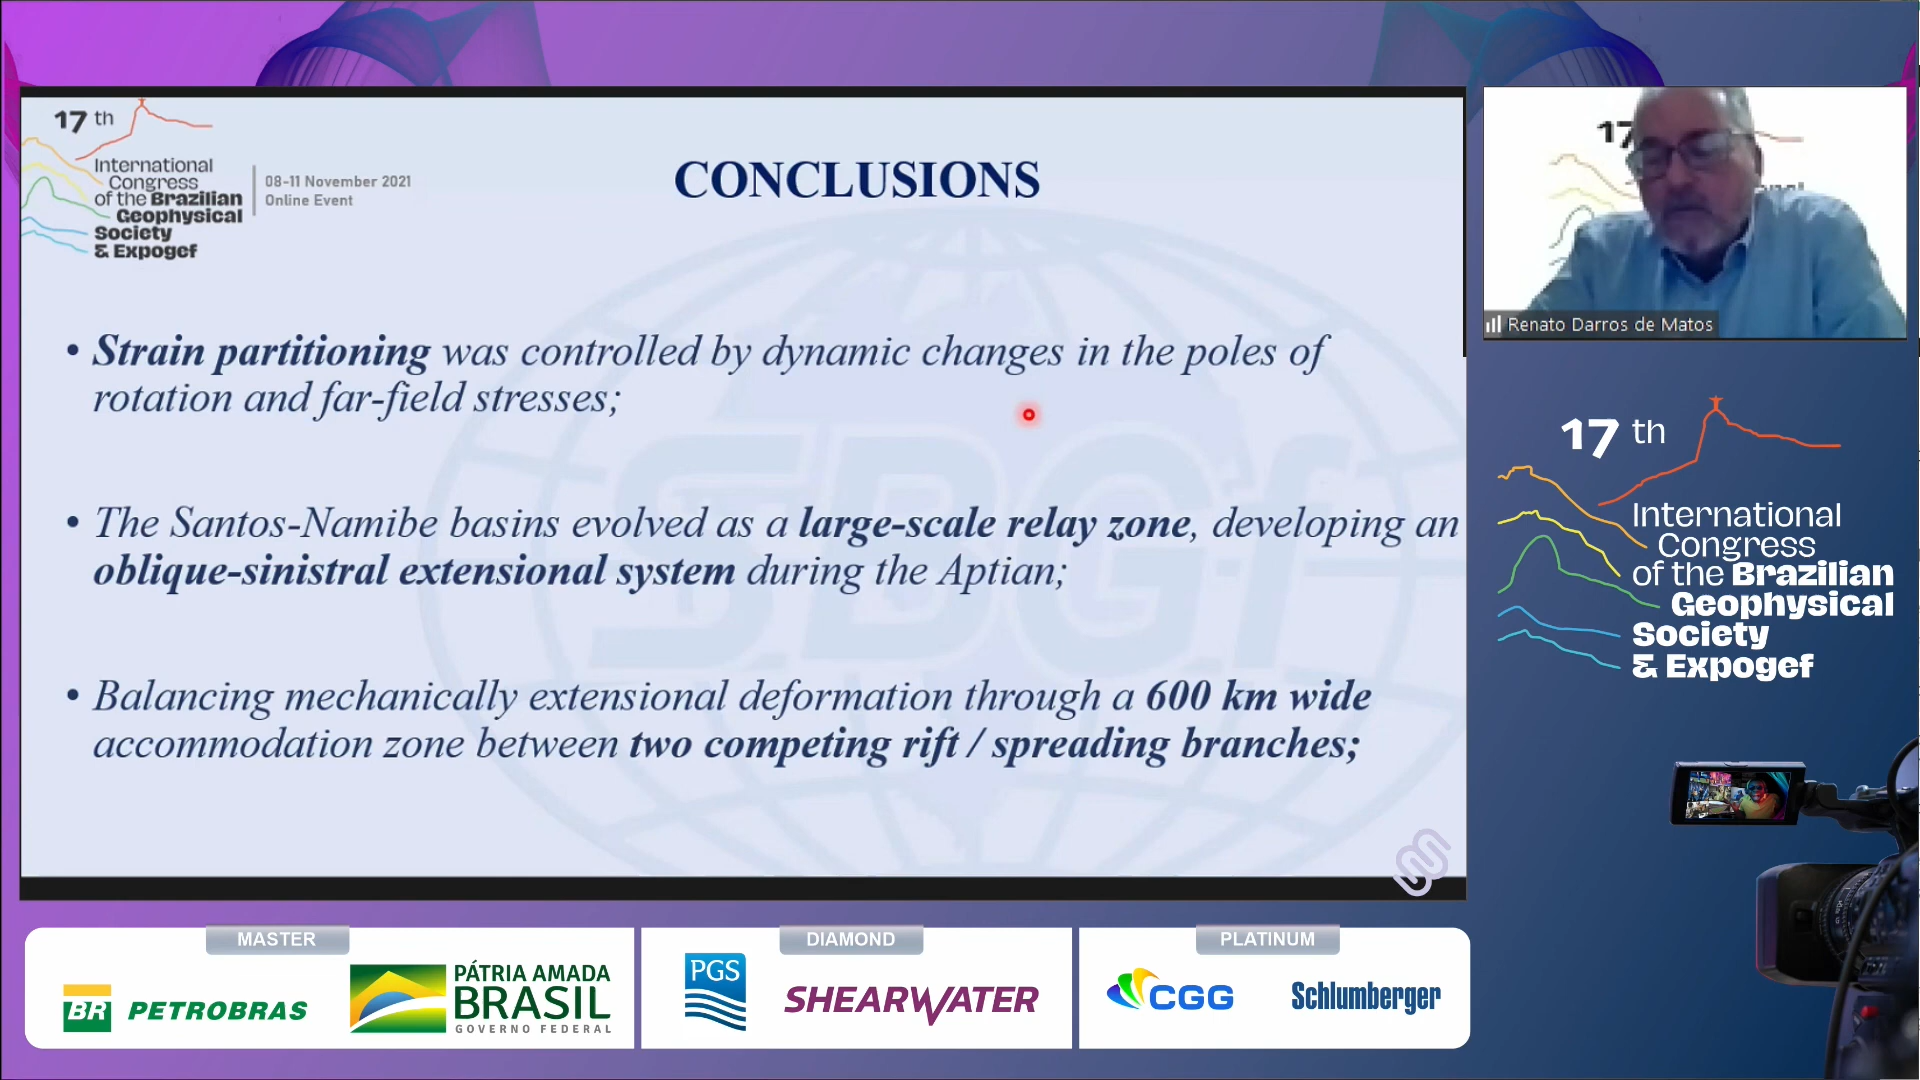 17 th
International
Congress
of the Brazilian
Geophysical
Society
& Expogef
08-11 November 2021
Online Event
CONCLUSIONS
• Strain partitioning was controlled by dynamic changes in the poles of
rotation and far-field stresses;
• The Santos-Namibe basins evolved as a large-scale relay zone, developing an
oblique-sinistral extensional system during the Aptian;
• Balancing mechanically extensional deformation through a 600 km wide
accommodation zone between two competing rift / spreading branches;
SBGf
17
Renato Darros de Matos
17 th
International
Congress
of the Brazilian
Geophysical
Society
& Expogef
MASTER
BR PETROBRAS
PÁTRIA AMADA
BRASIL
GOVERNO FEDERAL
DIAMOND
PGS
SHEARWATER
PLATINUM
CGG
Schlumberger